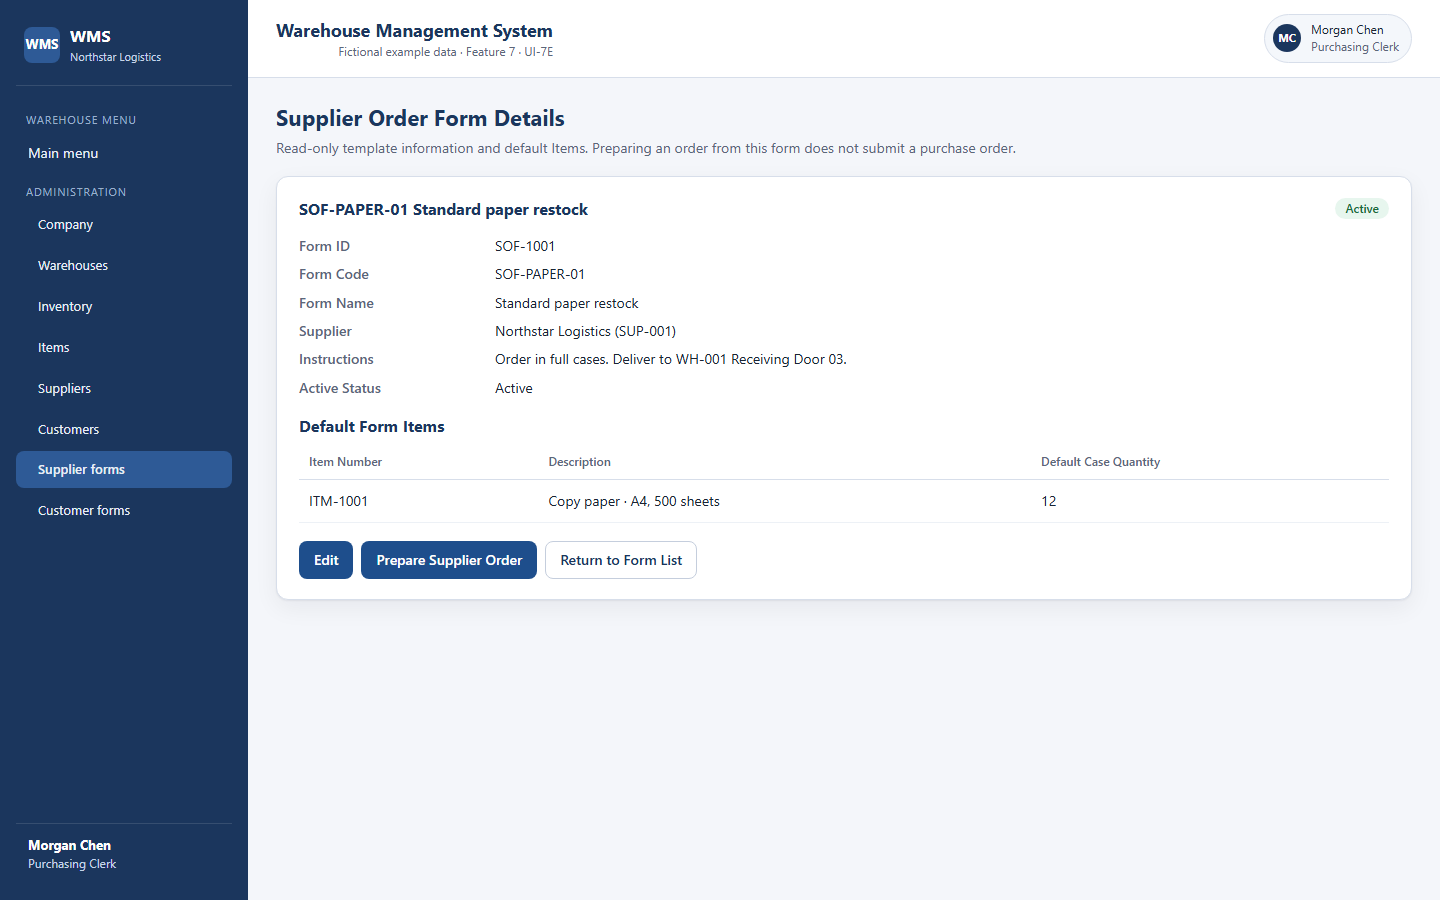 WMS
WMS
Northstar Logistics
WAREHOUSE MENU
Main menu
ADMINISTRATION
Company
Warehouses
Inventory
Items
Suppliers
Customers
Supplier forms
Customer forms
Morgan Chen
Purchasing Clerk
Warehouse Management System
Fictional example data · Feature 7 · UI-7E
MC
Morgan Chen
Purchasing Clerk
Supplier Order Form Details
Read-only template information and default Items. Preparing an order from this form does not submit a purchase order.
SOF-PAPER-01 Standard paper restock
Active
Form ID SOF-1001
Form Code SOF-PAPER-01
Form Name Standard paper restock
Supplier Northstar Logistics (SUP-001)
Instructions Order in full cases. Deliver to WH-001 Receiving Door 03.
Active Status Active
Default Form Items
Item Number Description Default Case Quantity
ITM-1001 Copy paper · A4, 500 sheets 12
Edit Prepare Supplier Order Return to Form List